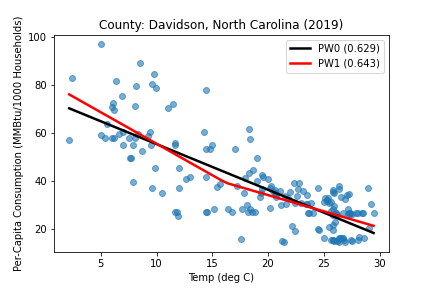 County: Davidson, North Carolina (2019)
Per-Capita Consumption (MMBtu/1000 Households)
100
80
60
40
20
PW0 (0.629)
PW1 (0.643)
5 10 15 20 25 30
Temp (deg C)